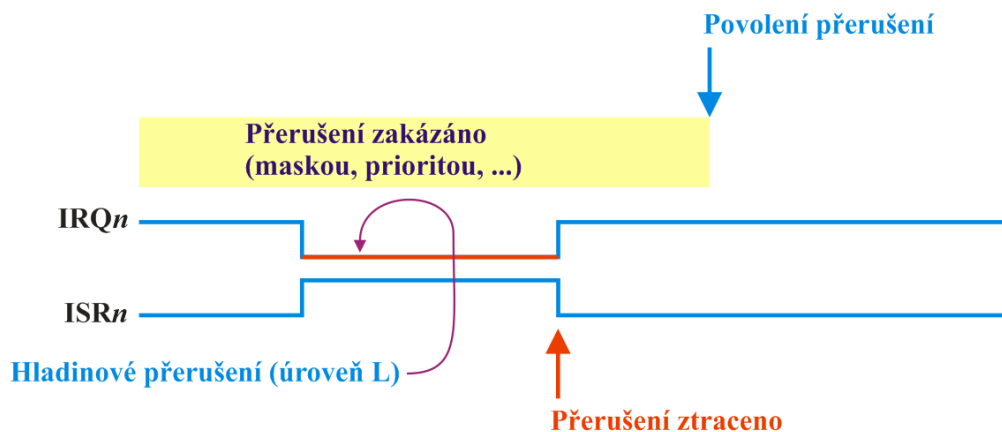 Povolení přerušení
Přerušení zakázáno
(maskou, prioritou, ...)
IRQn
ISRn
Hladinové přerušení (úroveň L)
Přerušení ztraceno